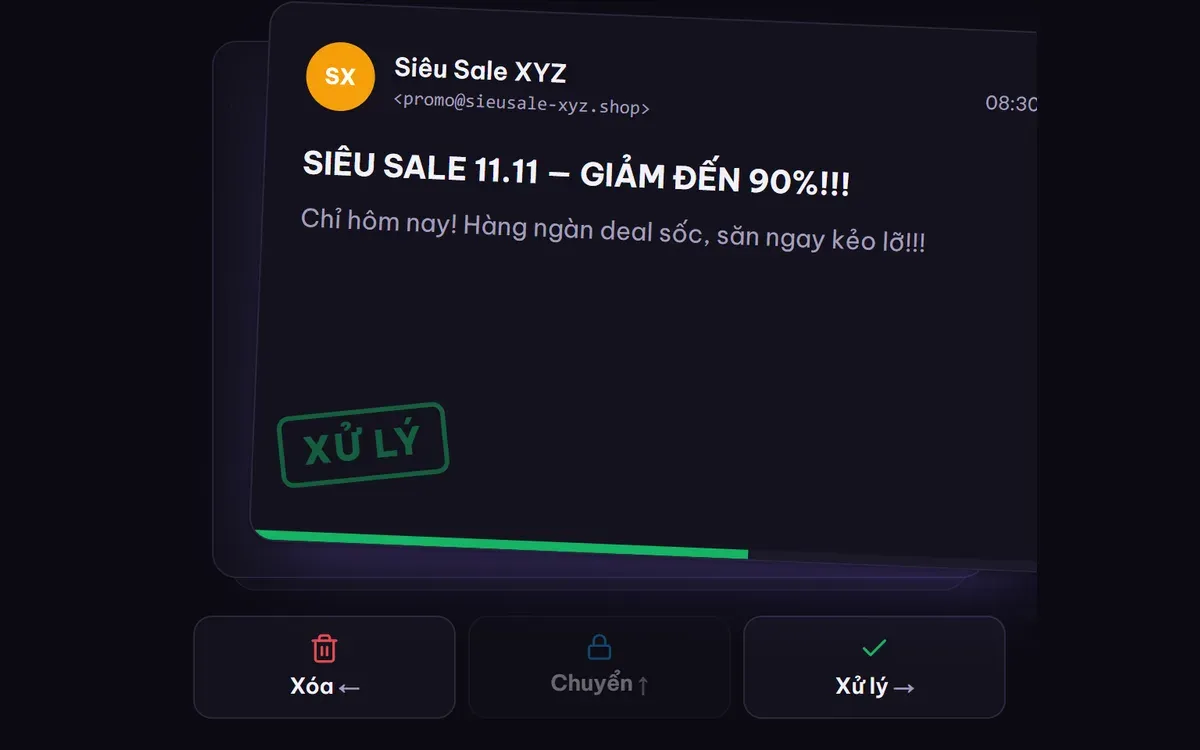 SX
Siêu Sale XYZ
<promo@sieusale-xyz.shop>
08:30
SIÊU SALE 11.11 – GIẢM ĐẾN 90%!!!
Chỉ hôm nay! Hàng ngàn deal sốc, săn ngay kẻo lỡ!!!
XỬ LÝ
Xóa ←
Chuyển ↑
Xử lý →